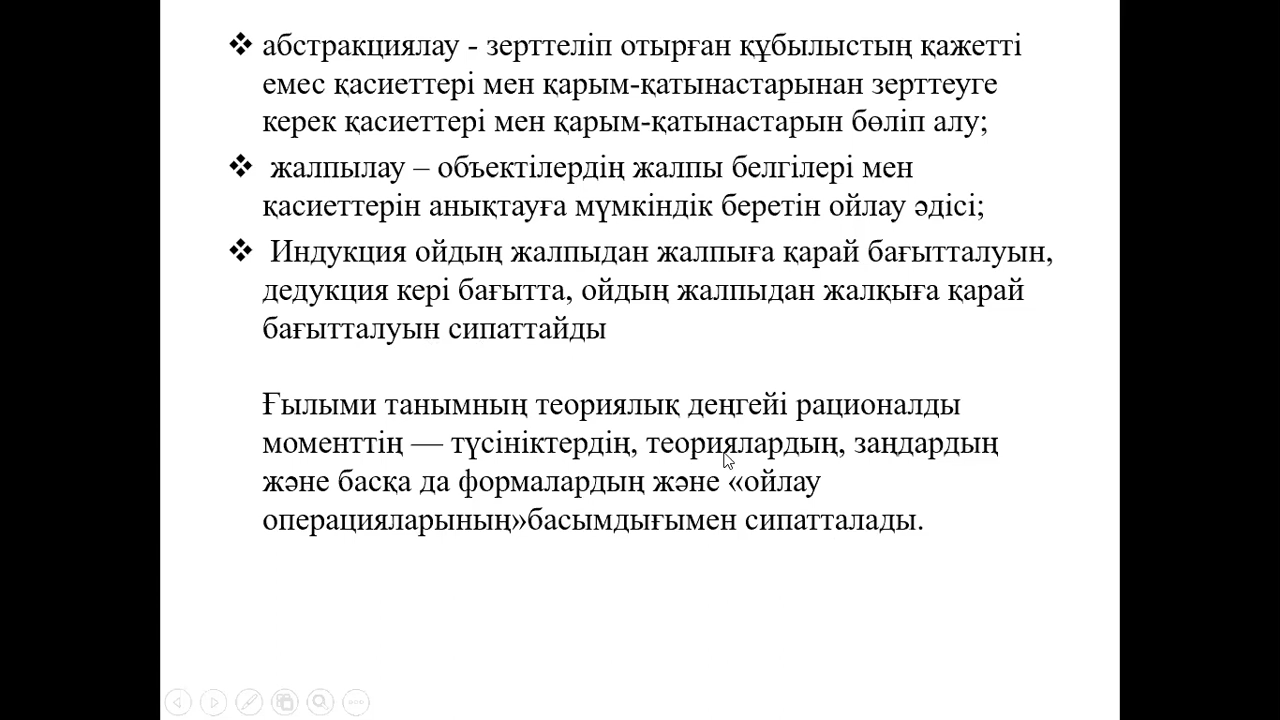 ❖ абстракциялау - зерттеліп отырған құбылыстың қажетті
емес қасиеттері мен қарым-қатынастарынан зерттеуге
керек қасиеттері мен қарым-қатынастарын бөліп алу;
❖ жалпылау – объектілердің жалпы белгілері мен
қасиеттерін анықтауға мүмкіндік беретін ойлау әдісі;
❖ Индукция ойдың жалпыдан жалпыға қарай бағытталуын,
дедукция кері бағытта, ойдың жалпыдан жалқыға қарай
бағытталуын сипаттайды
Ғылыми танымның теориялық деңгейі рационалды
моменттің — түсініктердің, теориялардың, заңдардың
және басқа да формалардың және «ойлау
операцияларының»басымдығымен сипатталады.